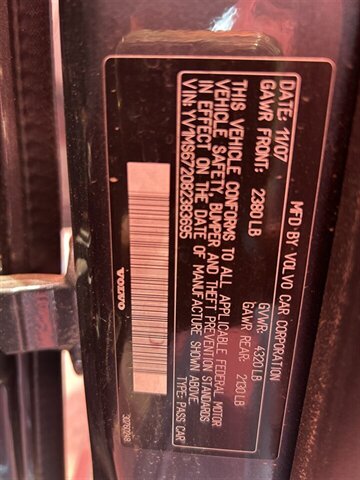 MFD BY VOLVO CAR CORPORATION
DATE: 11/07 GVWR: 4320 LB
GAWR FRONT: 2380 LB GAWR REAR: 2130 LB
THIS VEHICLE CONFORMS TO ALL APPLICABLE FEDERAL MOTOR
VEHICLE SAFETY, BUMPER AND THEFT PREVENTION STANDARDS
IN EFFECT ON THE DATE OF MANUFACTURE SHOWN ABOVE.
VIN: YV1MS672082383695 TYPE: PASS CAR
VOLVO